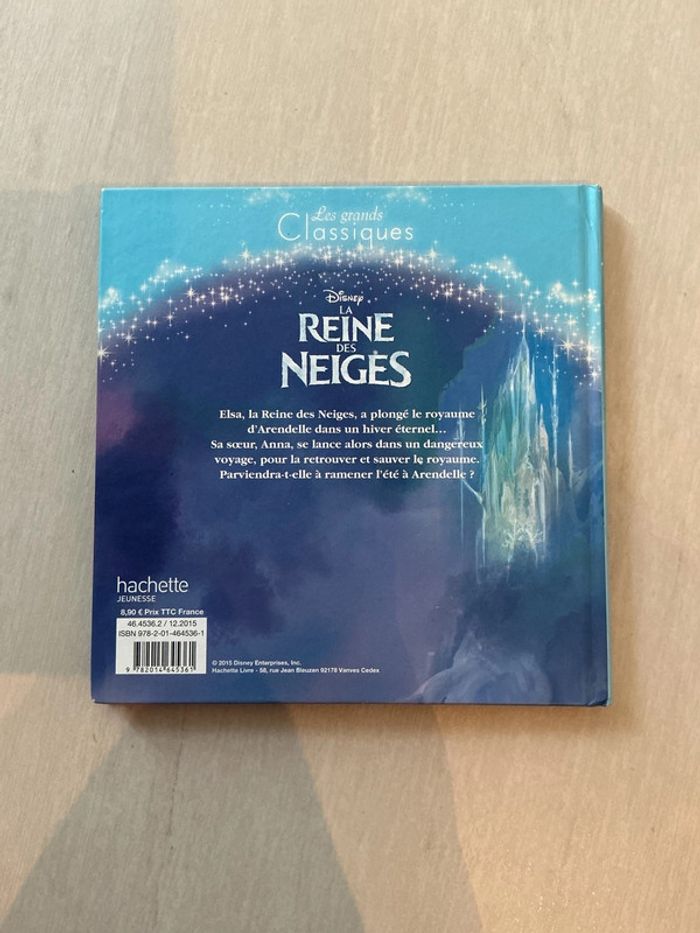 Les grands
Classiques
Disney
LA
REINE
DES
NEIGES
Elsa, la Reine des Neiges, a plongé le royaume
d'Arendelle dans un hiver éternel...
Sa sœur, Anna, se lance alors dans un dangereux
voyage, pour la retrouver et sauver le royaume.
Parviendra-t-elle à ramener l'été à Arendelle ?
hachette
JEUNESSE
8,90 € Prix TTC France
46.4536.2 / 12.2015
ISBN 978-2-01-464536-1
9 782014 645361
© 2015 Disney Enterprises, Inc.
Hachette Livre - 58, rue Jean Bleuzen 92178 Vanves Cedex